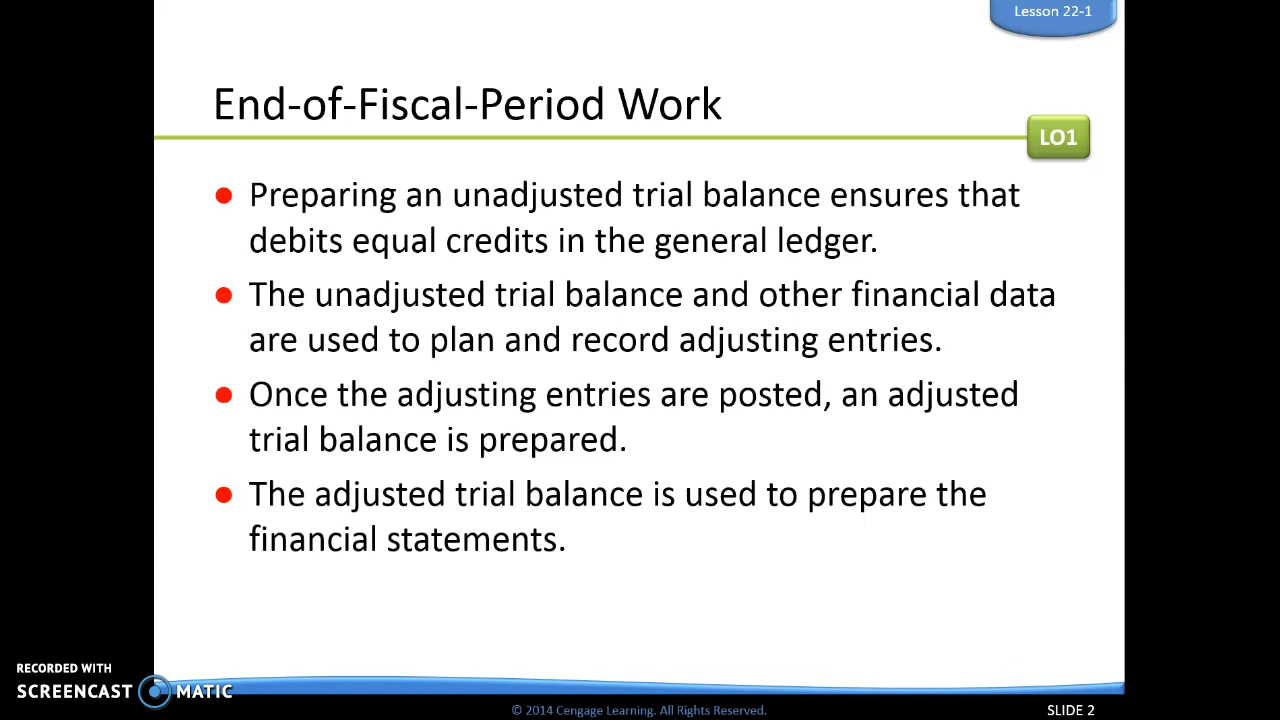 Lesson 22-1
End-of-Fiscal-Period Work
LO1
● Preparing an unadjusted trial balance ensures that
debits equal credits in the general ledger.
● The unadjusted trial balance and other financial data
are used to plan and record adjusting entries.
● Once the adjusting entries are posted, an adjusted
trial balance is prepared.
● The adjusted trial balance is used to prepare the
financial statements.
RECORDED WITH
SCREENCAST MATIC
© 2014 Cengage Learning. All Rights Reserved.
SLIDE 2